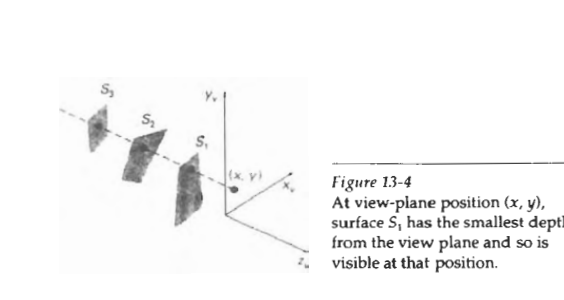 S₃
S₂
S₁
yᵥ
(x, y)
xᵥ
zᵥ
Figure 13-4
At view-plane position (x, y),
surface S₁ has the smallest depth
from the view plane and so is
visible at that position.